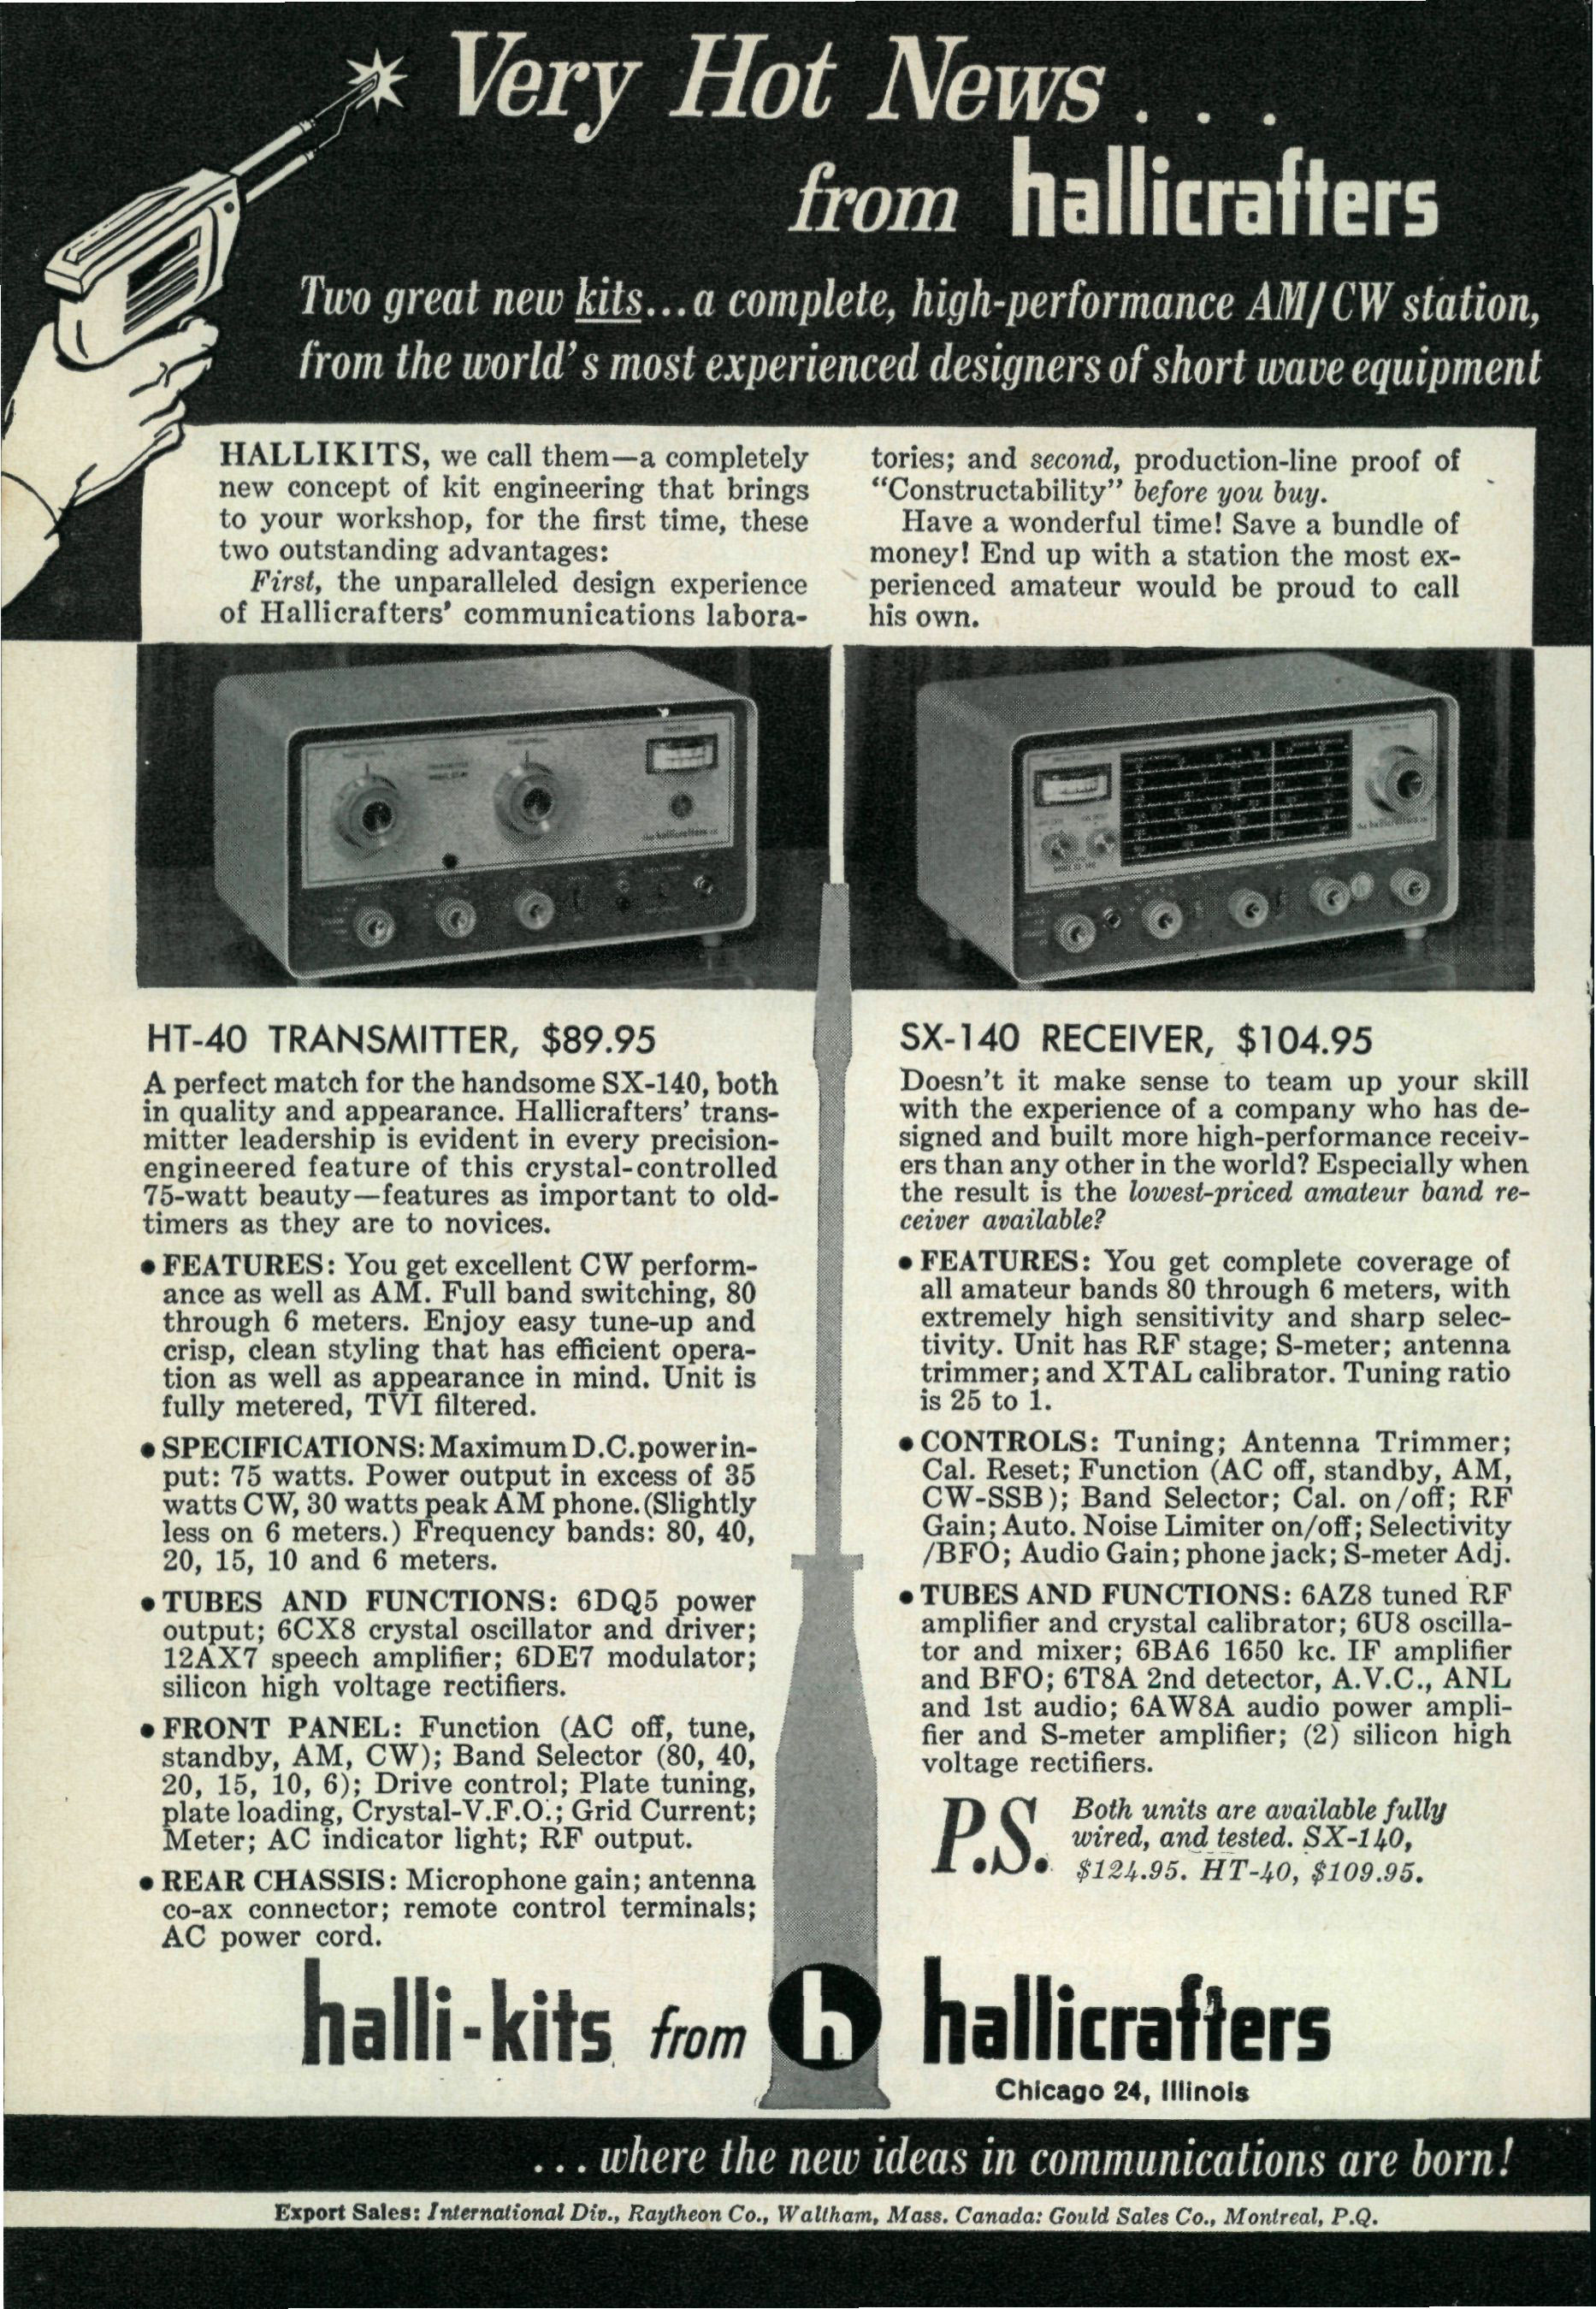 Very Hot News . . .
from hallicrafters
Two great new kits...a complete, high-performance AM/CW station,
from the world's most experienced designers of short wave equipment
HALLIKITS, we call them—a completely
new concept of kit engineering that brings
to your workshop, for the first time, these
two outstanding advantages:
First, the unparalleled design experience
of Hallicrafters' communications labora-
tories; and second, production-line proof of
"Constructability" before you buy.
Have a wonderful time! Save a bundle of
money! End up with a station the most ex-
perienced amateur would be proud to call
his own.
the hallicrafters co.
the hallicrafters co.
HT-40 TRANSMITTER, $89.95
A perfect match for the handsome SX-140, both
in quality and appearance. Hallicrafters' trans-
mitter leadership is evident in every precision-
engineered feature of this crystal-controlled
75-watt beauty—features as important to old-
timers as they are to novices.
• FEATURES: You get excellent CW perform-
ance as well as AM. Full band switching, 80
through 6 meters. Enjoy easy tune-up and
crisp, clean styling that has efficient opera-
tion as well as appearance in mind. Unit is
fully metered, TVI filtered.
• SPECIFICATIONS: Maximum D.C. power in-
put: 75 watts. Power output in excess of 35
watts CW, 30 watts peak AM phone. (Slightly
less on 6 meters.) Frequency bands: 80, 40,
20, 15, 10 and 6 meters.
• TUBES AND FUNCTIONS: 6DQ5 power
output; 6CX8 crystal oscillator and driver;
12AX7 speech amplifier; 6DE7 modulator;
silicon high voltage rectifiers.
• FRONT PANEL: Function (AC off, tune,
standby, AM, CW); Band Selector (80, 40,
20, 15, 10, 6); Drive control; Plate tuning,
plate loading, Crystal-V.F.O.; Grid Current;
Meter; AC indicator light; RF output.
• REAR CHASSIS: Microphone gain; antenna
co-ax connector; remote control terminals;
AC power cord.
SX-140 RECEIVER, $104.95
Doesn't it make sense to team up your skill
with the experience of a company who has de-
signed and built more high-performance receiv-
ers than any other in the world? Especially when
the result is the lowest-priced amateur band re-
ceiver available?
• FEATURES: You get complete coverage of
all amateur bands 80 through 6 meters, with
extremely high sensitivity and sharp selec-
tivity. Unit has RF stage; S-meter; antenna
trimmer; and XTAL calibrator. Tuning ratio
is 25 to 1.
• CONTROLS: Tuning; Antenna Trimmer;
Cal. Reset; Function (AC off, standby, AM,
CW-SSB); Band Selector; Cal. on/off; RF
Gain; Auto. Noise Limiter on/off; Selectivity
/BFO; Audio Gain; phone jack; S-meter Adj.
• TUBES AND FUNCTIONS: 6AZ8 tuned RF
amplifier and crystal calibrator; 6U8 oscilla-
tor and mixer; 6BA6 1650 kc. IF amplifier
and BFO; 6T8A 2nd detector, A.V.C., ANL
and 1st audio; 6AW8A audio power ampli-
fier and S-meter amplifier; (2) silicon high
voltage rectifiers.
P.S. Both units are available fully
wired, and tested. SX-140,
$124.95. HT-40, $109.95.
halli-kits from h hallicrafters
Chicago 24, Illinois
. . . where the new ideas in communications are born!
Export Sales: International Div., Raytheon Co., Waltham, Mass. Canada: Gould Sales Co., Montreal, P.Q.